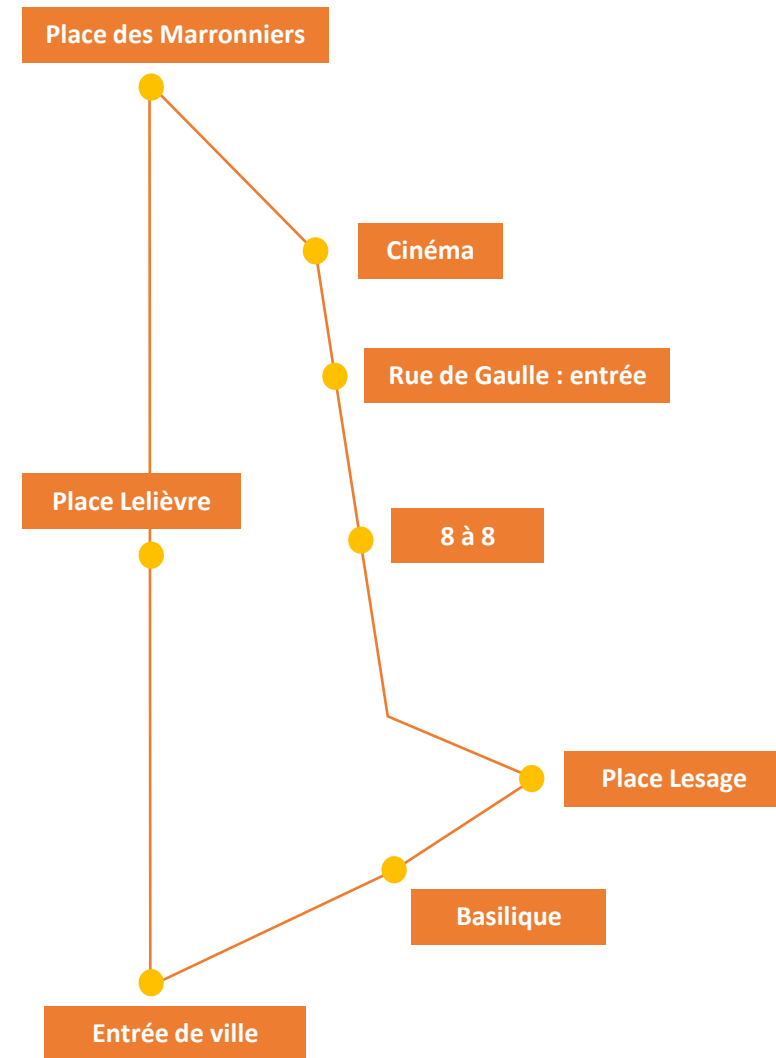 Place des Marronniers
Cinéma
Rue de Gaulle : entrée
Place Lelièvre
8 à 8
Place Lesage
Basilique
Entrée de ville